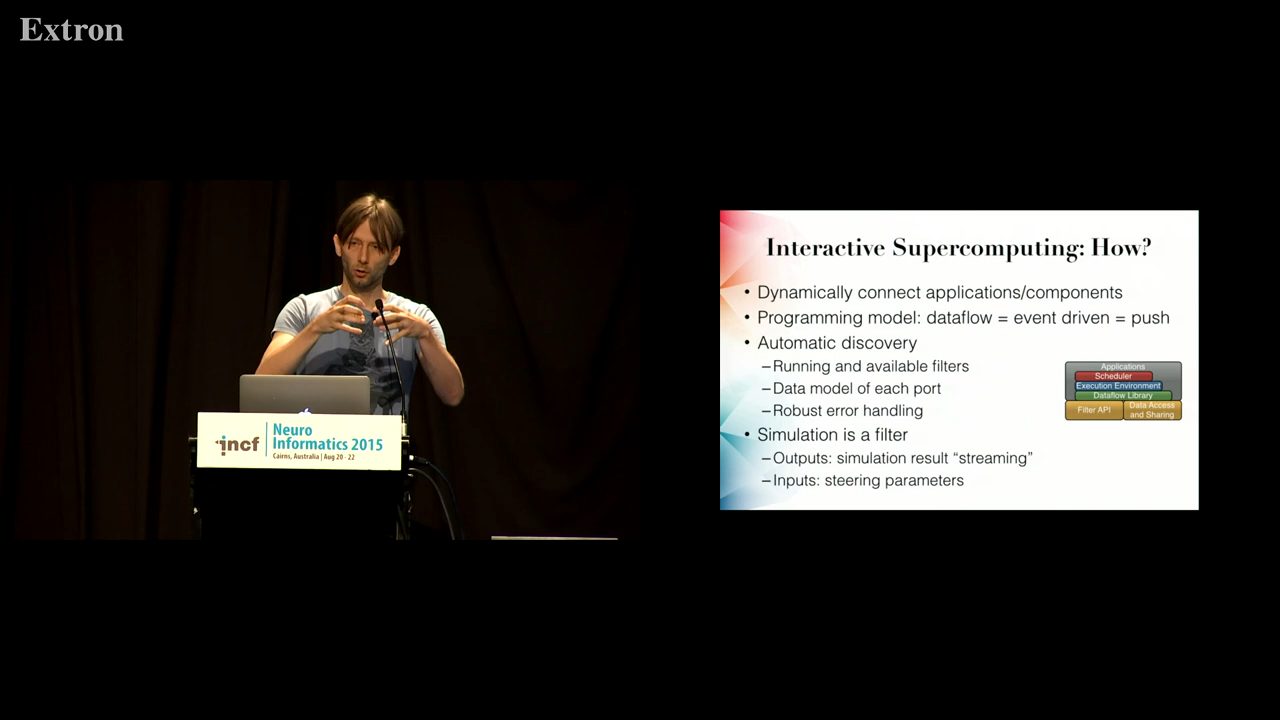 Extron
incf
Neuro
Informatics 2015
Cairns, Australia | Aug 20 - 22
Interactive Supercomputing: How?
• Dynamically connect applications/components
• Programming model: dataflow = event driven = push
• Automatic discovery
–Running and available filters
–Data model of each port
–Robust error handling
• Simulation is a filter
–Outputs: simulation result “streaming”
–Inputs: steering parameters
Applications
Scheduler
Execution Environment
Dataflow Library
Filter API
Data Access
and Sharing